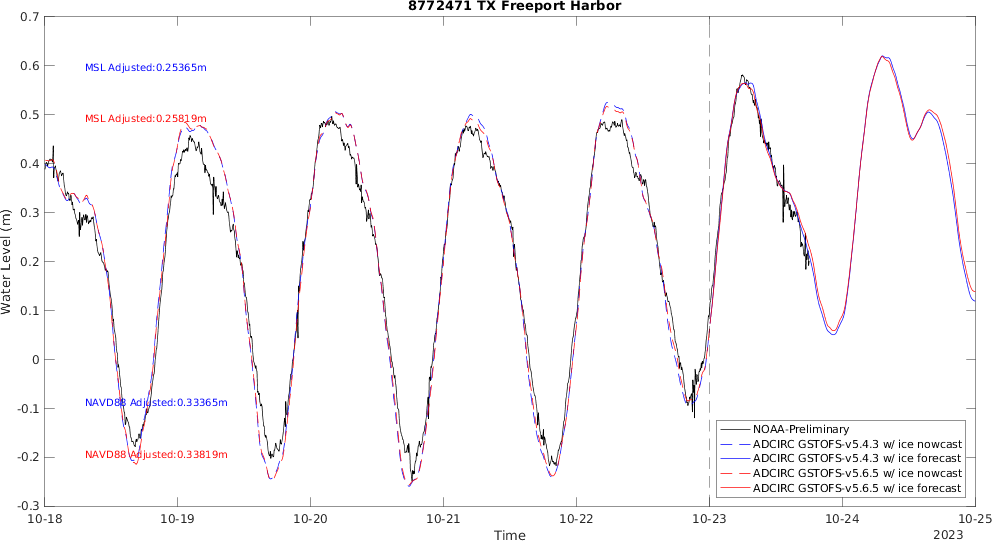 8772471 TX Freeport Harbor
0.7
0.6
0.5
0.4
0.3
0.2
0.1
0
-0.1
-0.2
-0.3
Water Level (m)
MSL Adjusted:0.25365m
MSL Adjusted:0.25819m
NAVD88 Adjusted:0.33365m
NAVD88 Adjusted:0.33819m
NOAA-Preliminary
ADCIRC GSTOFS-v5.4.3 w/ ice nowcast
ADCIRC GSTOFS-v5.4.3 w/ ice forecast
ADCIRC GSTOFS-v5.6.5 w/ ice nowcast
ADCIRC GSTOFS-v5.6.5 w/ ice forecast
10-18 10-19 10-20 10-21 10-22 10-23 10-24 10-25
Time
2023